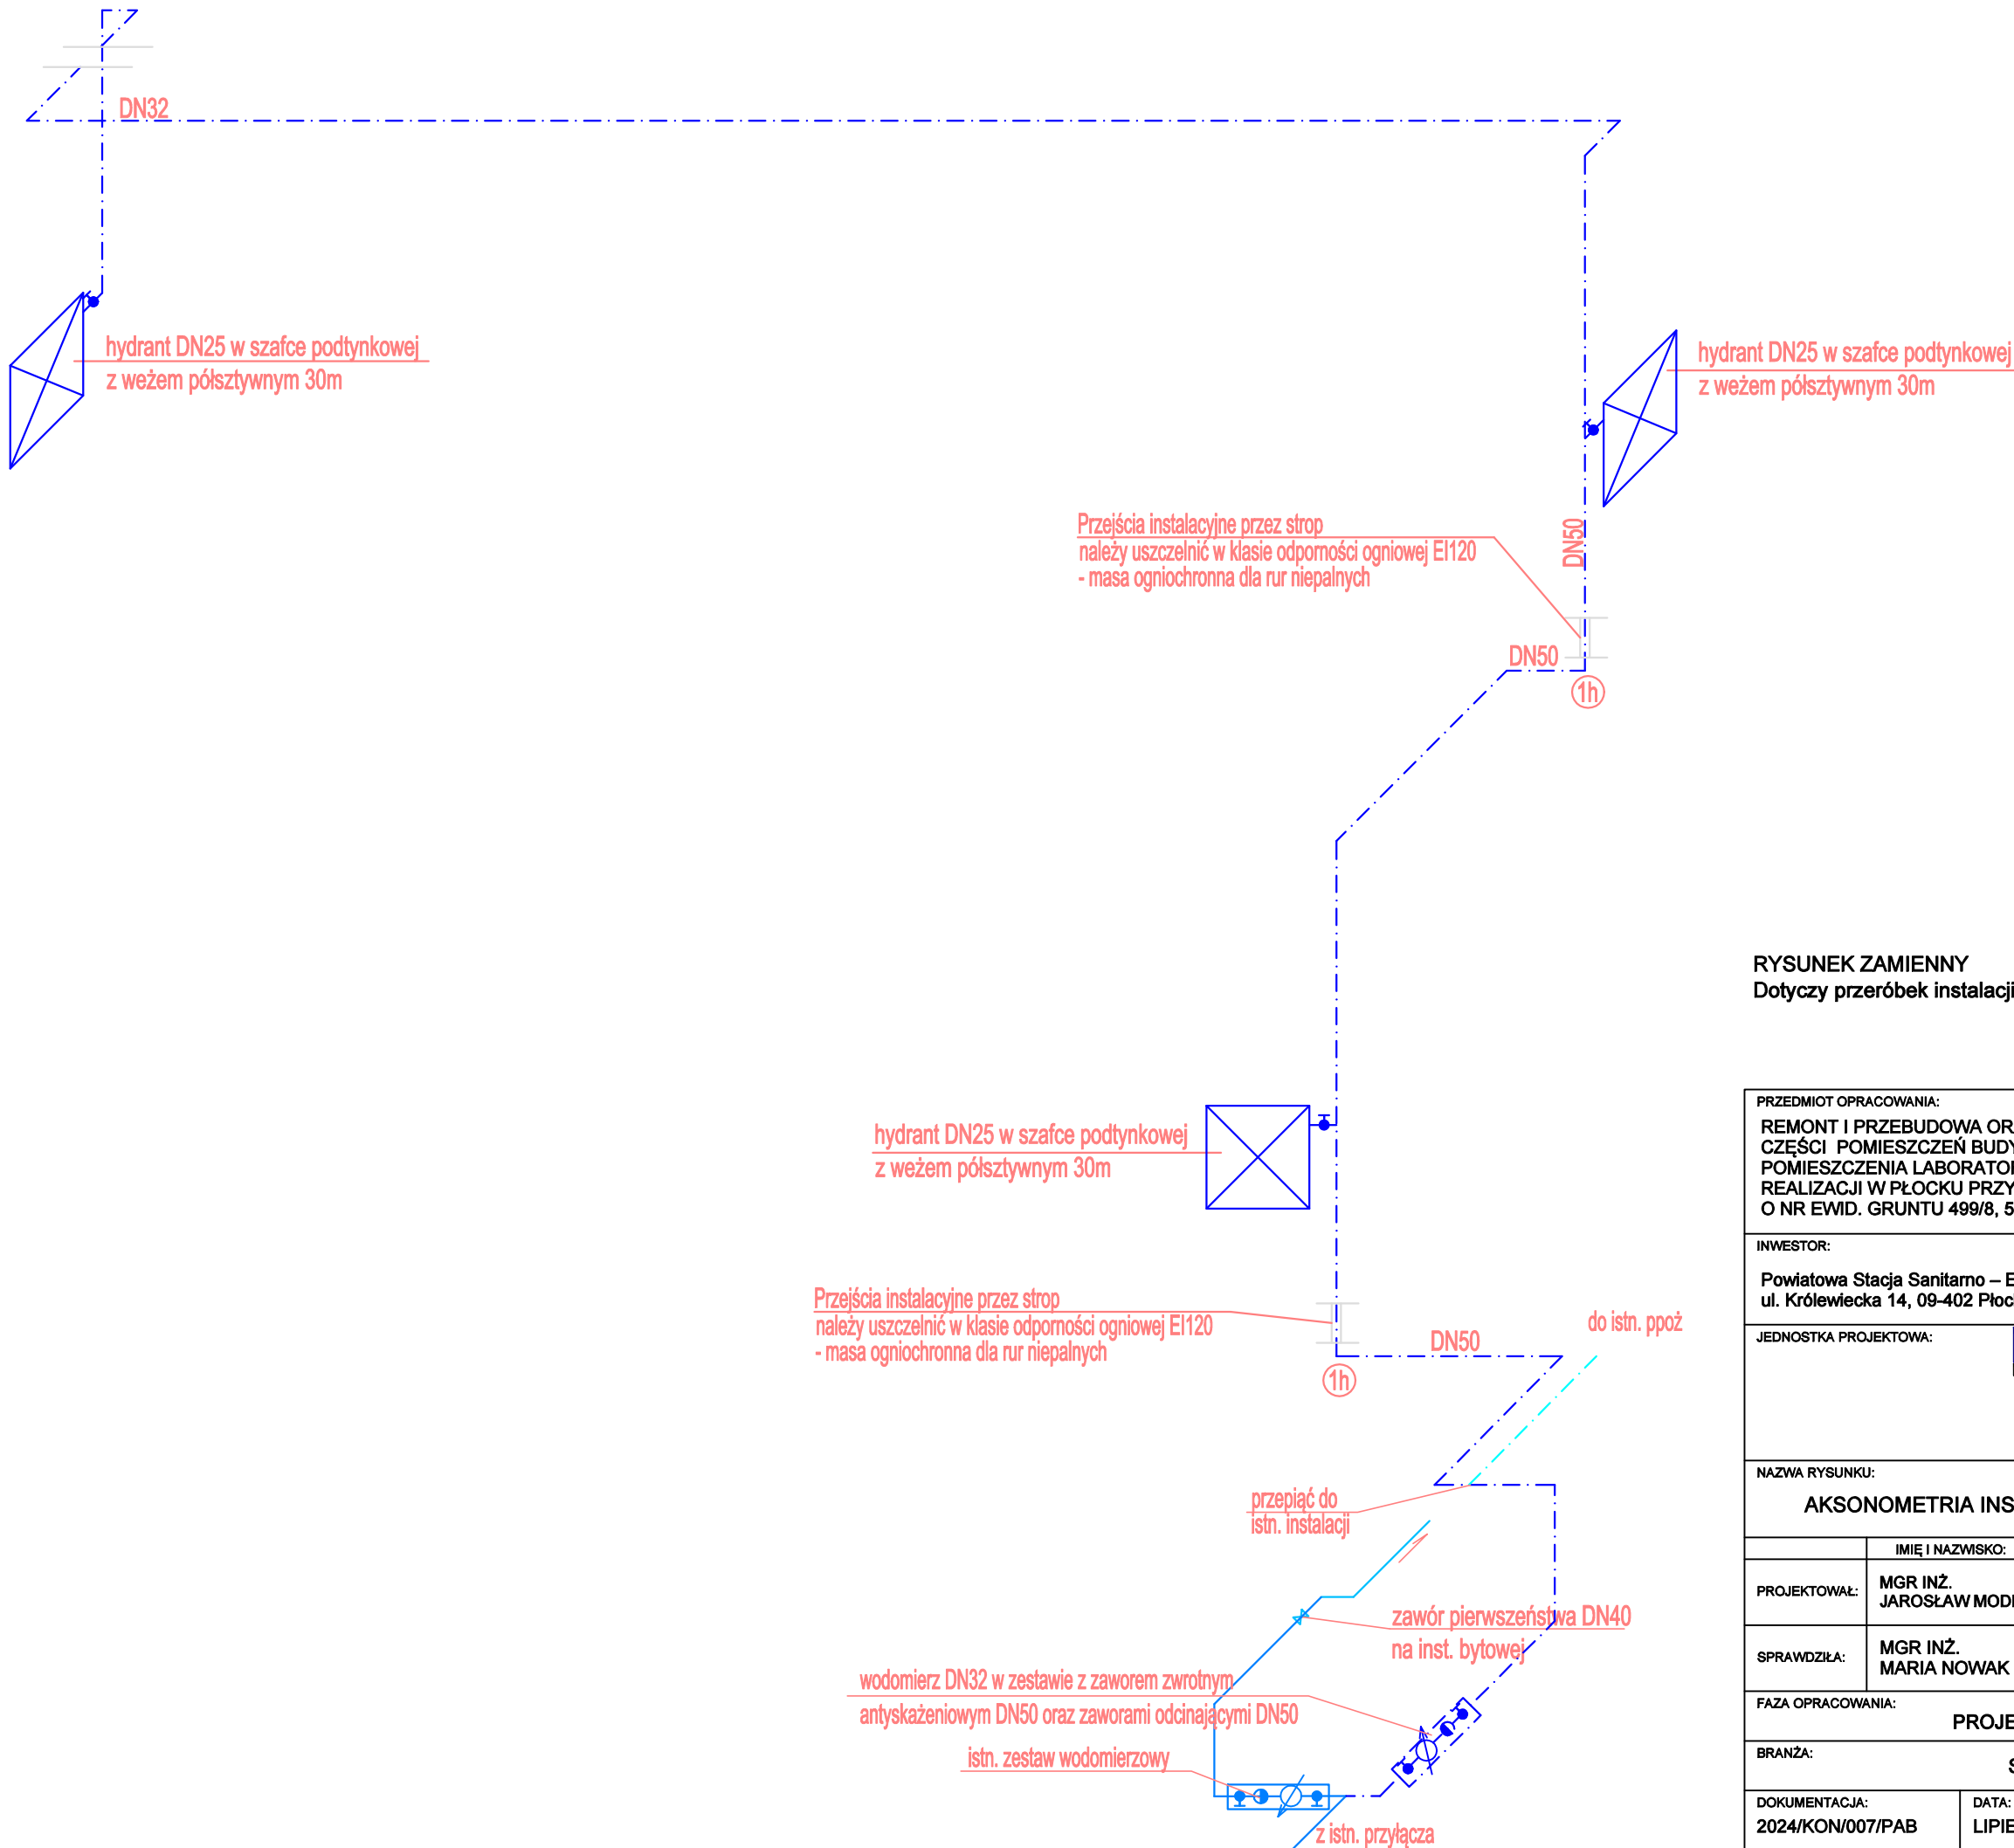 DN32
hydrant DN25 w szafce podtynkowej
z weżem półsztywnym 30m
hydrant DN25 w szafce podtynkowej
z weżem półsztywnym 30m
Przejścia instalacyjne przez strop
należy uszczelnić w klasie odporności ogniowej EI120
- masa ogniochronna dla rur niepalnych
DN50
DN50
1h
RYSUNEK ZAMIENNY
Dotyczy przeróbek instalacji
hydrant DN25 w szafce podtynkowej
z weżem półsztywnym 30m
Przejścia instalacyjne przez strop
należy uszczelnić w klasie odporności ogniowej EI120
- masa ogniochronna dla rur niepalnych
DN50
1h
do istn. ppoż
przepiąć do
istn. instalacji
zawór pierwszeństwa DN40
na inst. bytowej
wodomierz DN32 w zestawie z zaworem zwrotnym
antyskażeniowym DN50 oraz zaworami odcinającymi DN50
istn. zestaw wodomierzowy
z istn. przyłącza
PRZEDMIOT OPRACOWANIA:
REMONT I PRZEBUDOWA OR
CZĘŚCI POMIESZCZEŃ BUDY
POMIESZCZENIA LABORATO
REALIZACJI W PŁOCKU PRZY
O NR EWID. GRUNTU 499/8, 5
INWESTOR:
Powiatowa Stacja Sanitarno – E
ul. Królewiecka 14, 09-402 Płoc
JEDNOSTKA PROJEKTOWA:
NAZWA RYSUNKU:
AKSONOMETRIA INS
IMIĘ I NAZWISKO:
PROJEKTOWAŁ:
MGR INŻ.
JAROSŁAW MOD
SPRAWDZIŁA:
MGR INŻ.
MARIA NOWAK
FAZA OPRACOWANIA:
PROJE
BRANŻA:
S
DOKUMENTACJA:
2024/KON/007/PAB
DATA:
LIPIE